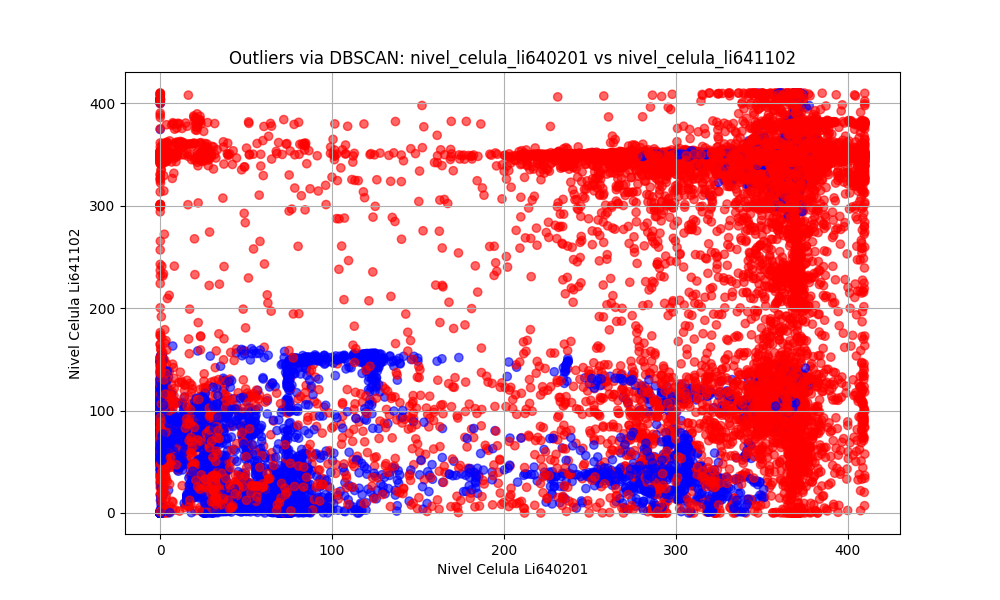 Outliers via DBSCAN: nivel_celula_li640201 vs nivel_celula_li641102
400
300
200
100
0
Nivel Celula Li641102
0 100 200 300 400
Nivel Celula Li640201